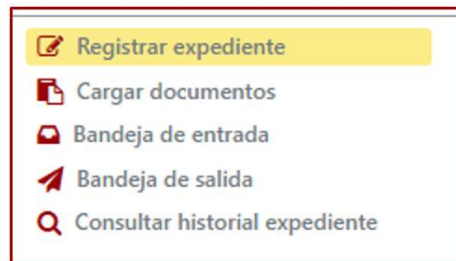 Registrar expediente
Cargar documentos
Bandeja de entrada
Bandeja de salida
Consultar historial expediente